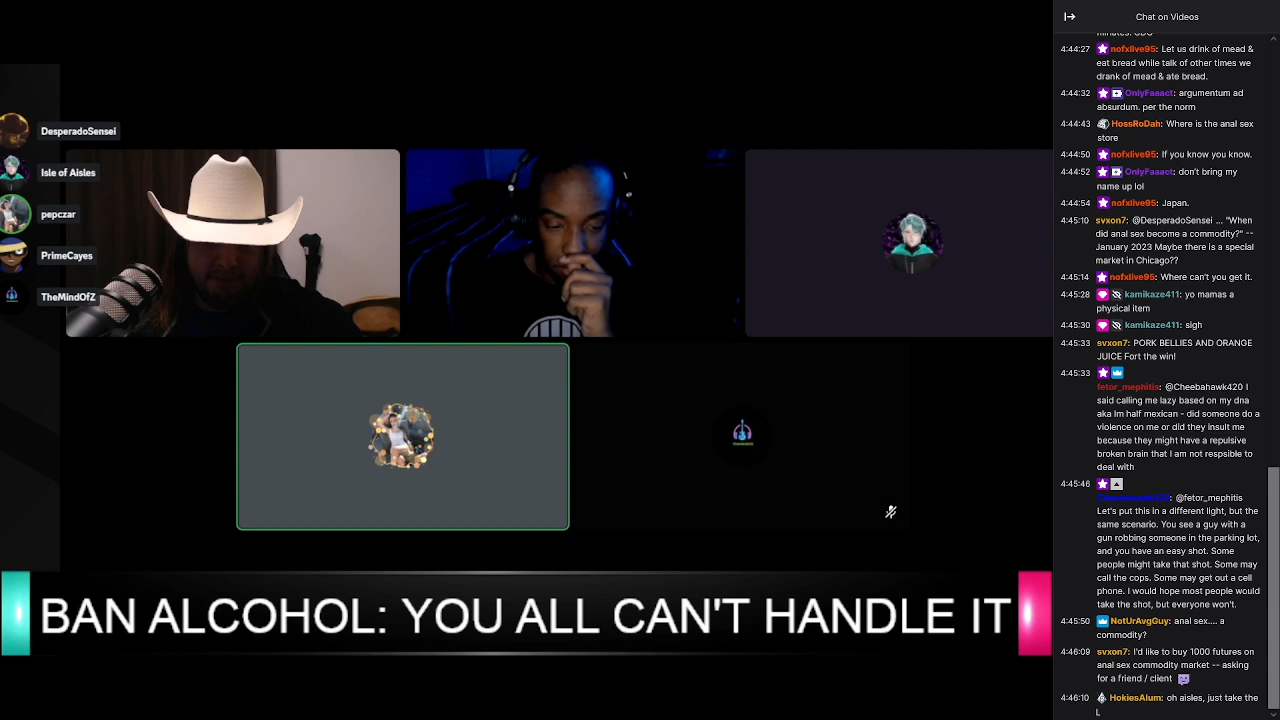 DesperadoSensei
Isle of Aisles
pepczar
PrimeCayes
TheMindOfZ
BAN ALCOHOL: YOU ALL CAN'T HANDLE IT
Chat on Videos
4:44:27 nofxlive95: Let us drink of mead &
eat bread while talk of other times we
drank of mead & ate bread.
4:44:32 OnlyFaaact: argumentum ad
absurdum. per the norm
4:44:43 HossRoDah: Where is the anal sex
store
4:44:50 nofxlive95: If you know you know.
4:44:52 OnlyFaaact: don't bring my
name up lol
4:44:54 nofxlive95: Japan.
4:45:10 svxon7: @DesperadoSensei ... "When
did anal sex become a commodity?" --
January 2023 Maybe there is a special
market in Chicago??
4:45:14 nofxlive95: Where can't you get it.
4:45:28 kamikaze411: yo mamas a
physical item
4:45:30 kamikaze411: sigh
4:45:33 svxon7: PORK BELLIES AND ORANGE
JUICE Fort the win!
4:45:33
fetor_mephitis: @Cheebahawk420 I
said calling me lazy based on my dna
aka Im half mexican - did someone do a
violence on me or did they insult me
because they might have a repulsive
broken brain that I am not respsible to
deal with
4:45:46
Cheebahawk420: @fetor_mephitis
Let's put this in a different light, but the
same scenario. You see a guy with a
gun robbing someone in the parking lot,
and you have an easy shot. Some
people might take that shot. Some may
call the cops. Some may get out a cell
phone. I would hope most people would
take the shot, but everyone won't.
4:45:50 NotUrAvgGuy: anal sex.... a
commodity?
4:46:09 svxon7: I'd like to buy 1000 futures on
anal sex commodity market -- asking
for a friend / client
4:46:10 HokiesAlum: oh aisles, just take the
L